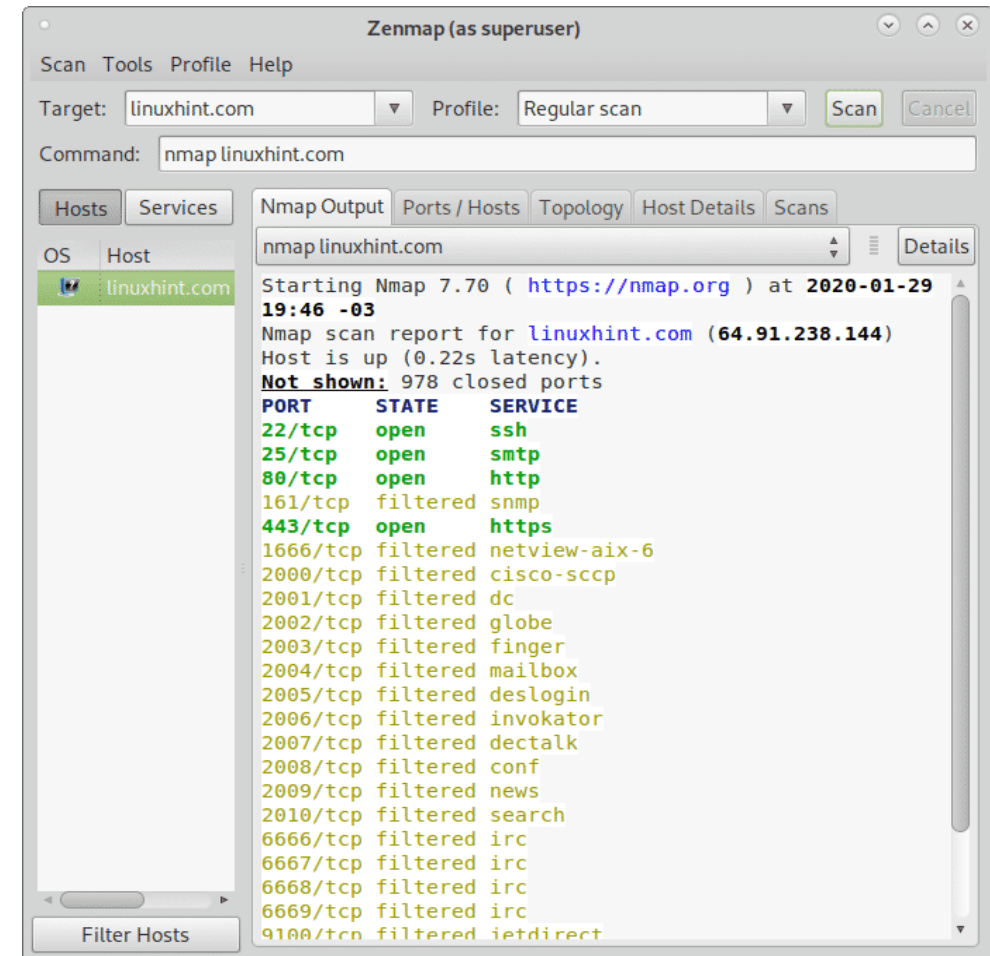 Zenmap (as superuser)
Scan Tools Profile Help
Target: linuxhint.com Profile: Regular scan Scan Cancel
Command: nmap linuxhint.com
Hosts Services
Nmap Output Ports / Hosts Topology Host Details Scans
OS Host
linuxhint.com
nmap linuxhint.com Details
Starting Nmap 7.70 ( https://nmap.org ) at 2020-01-29
19:46 -03
Nmap scan report for linuxhint.com (64.91.238.144)
Host is up (0.22s latency).
Not shown: 978 closed ports
PORT STATE SERVICE
22/tcp open ssh
25/tcp open smtp
80/tcp open http
161/tcp filtered snmp
443/tcp open https
1666/tcp filtered netview-aix-6
2000/tcp filtered cisco-sccp
2001/tcp filtered dc
2002/tcp filtered globe
2003/tcp filtered finger
2004/tcp filtered mailbox
2005/tcp filtered deslogin
2006/tcp filtered invokator
2007/tcp filtered dectalk
2008/tcp filtered conf
2009/tcp filtered news
2010/tcp filtered search
6666/tcp filtered irc
6667/tcp filtered irc
6668/tcp filtered irc
6669/tcp filtered irc
9100/tcp filtered jetdirect
Filter Hosts